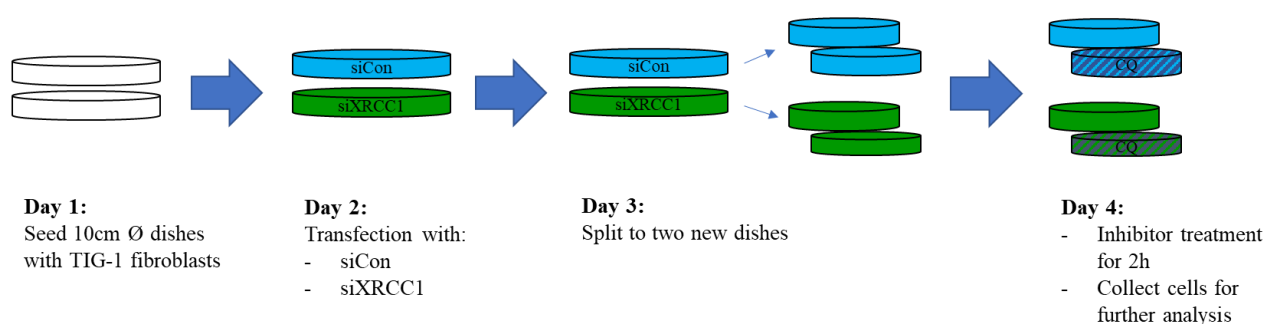 siCon
siXRCC1
siCon
siXRCC1
CQ
CQ
Day 1:
Seed 10cm Ø dishes
with TIG-1 fibroblasts
Day 2:
Transfection with:
- siCon
- siXRCC1
Day 3:
Split to two new dishes
Day 4:
- Inhibitor treatment
for 2h
- Collect cells for
further analysis